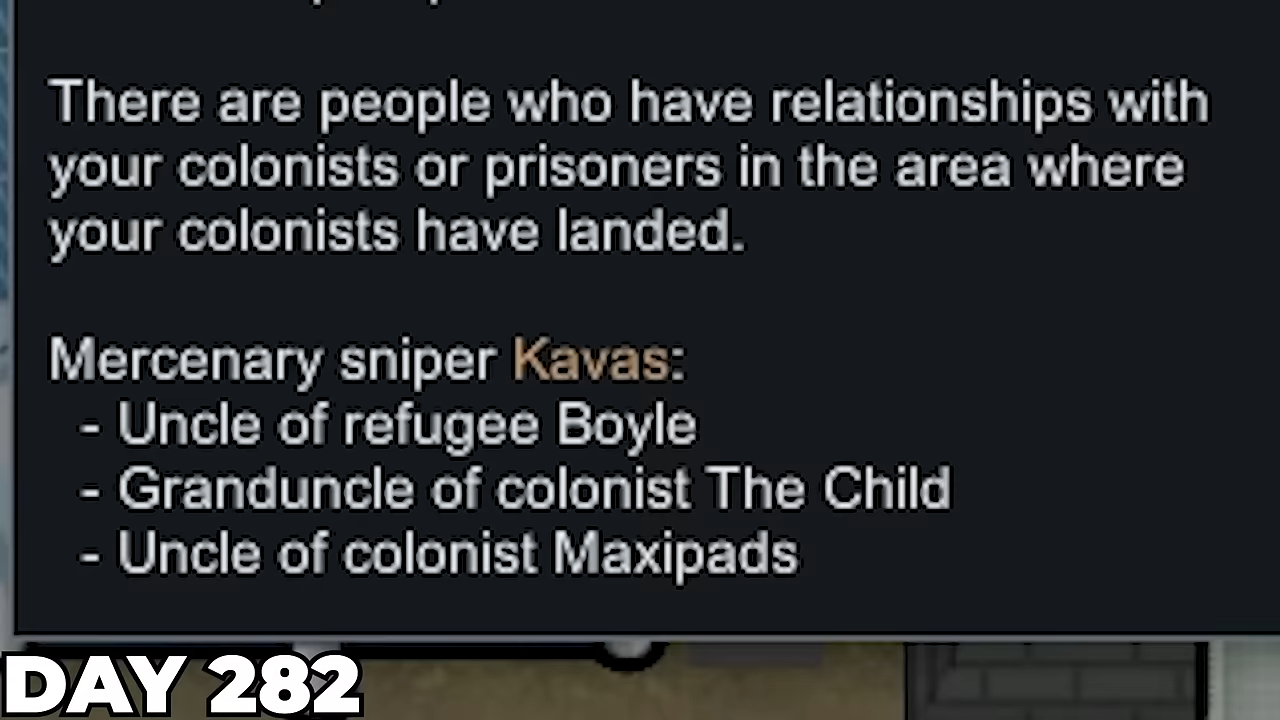 There are people who have relationships with
your colonists or prisoners in the area where
your colonists have landed.
Mercenary sniper Kavas:
- Uncle of refugee Boyle
- Granduncle of colonist The Child
- Uncle of colonist Maxipads
DAY 282